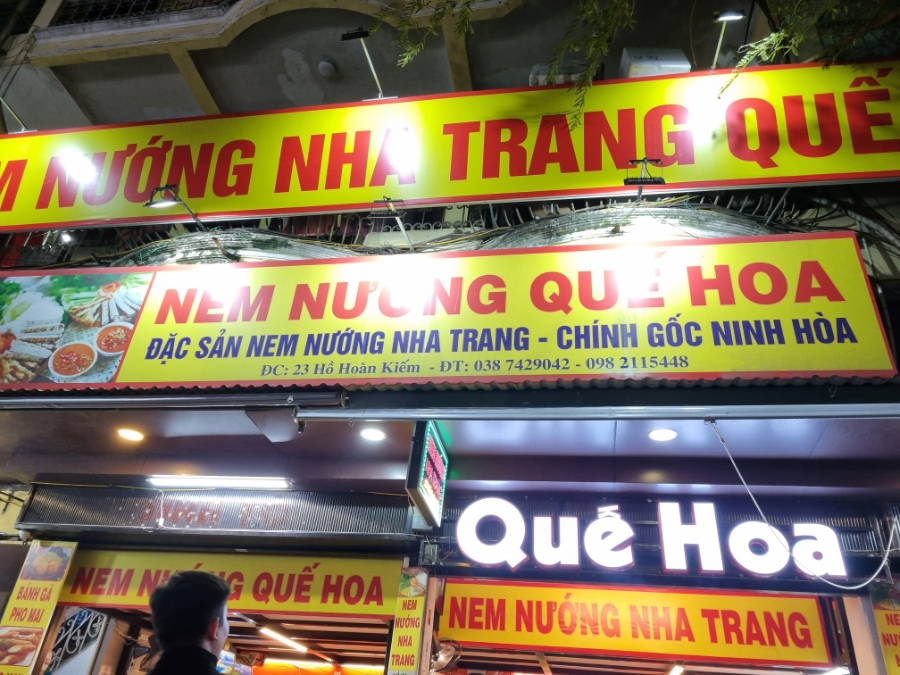 NƯỚNG NHA TRANG QUẾ
NEM NƯỚNG QUẾ HOA
ĐẶC SẢN NEM NƯỚNG NHA TRANG - CHÍNH GỐC NINH HÒA
ĐC: 23 Hồ Hoàn Kiếm - ĐT: 038 7429042 - 098 2115448
Quế Hoa
NEM NƯỚNG QUẾ HOA
NEM NƯỚNG NHA TRANG
BÁNH GÀ
PHO MAI
NEM
NƯỚNG
NHA
TRANG